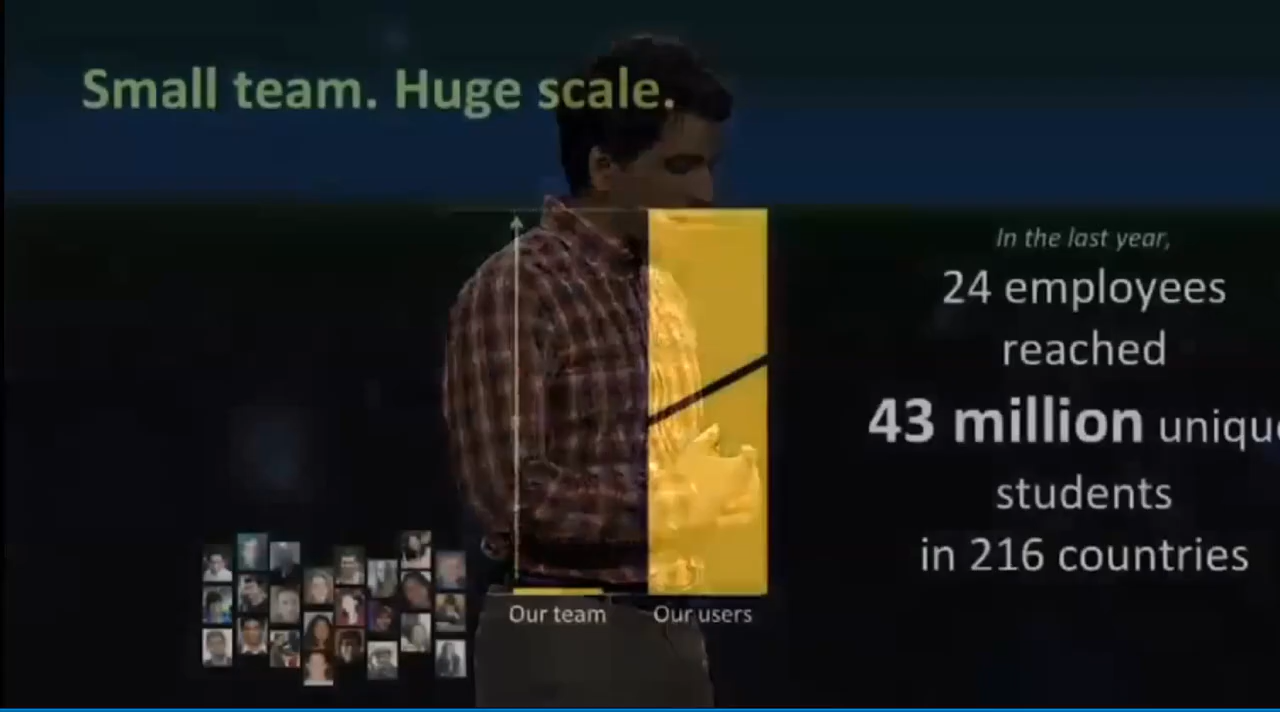 Small team. Huge scale.
In the last year,
24 employees
reached
43 million uniqu
students
in 216 countries
Our team
Our users